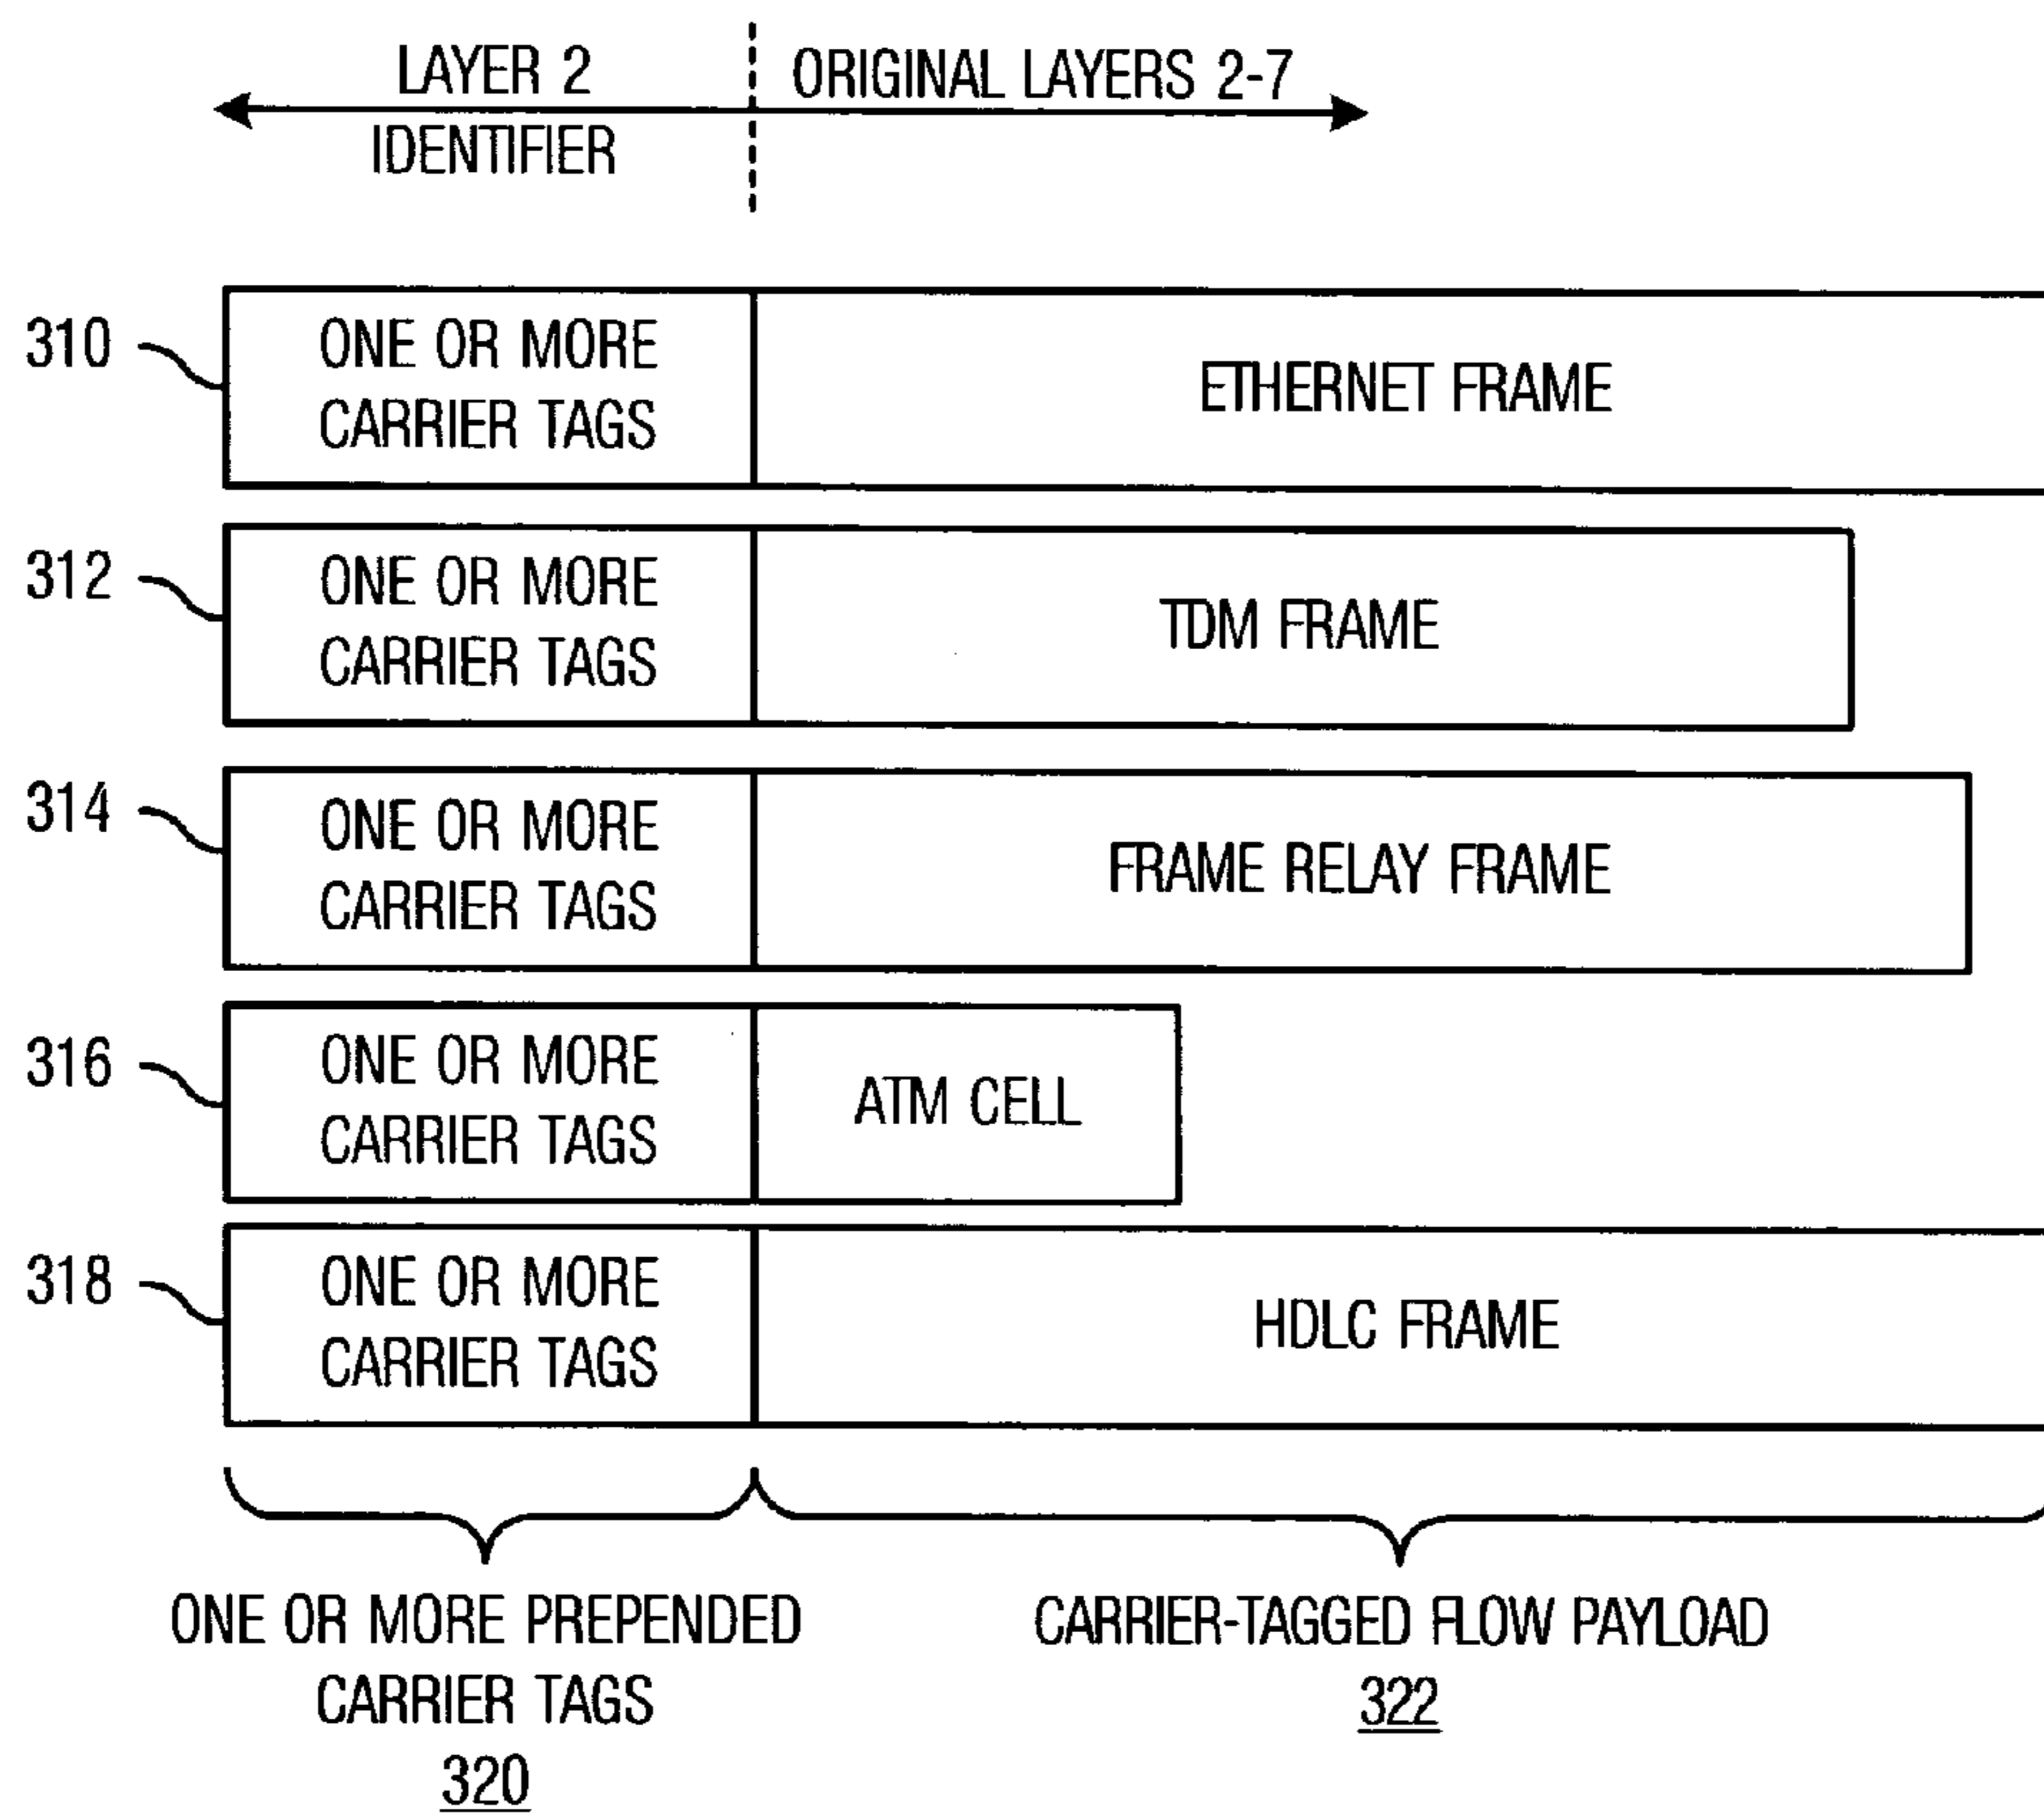 LAYER 2
IDENTIFIER
ORIGINAL LAYERS 2-7
310
ONE OR MORE
CARRIER TAGS
ETHERNET FRAME
312
ONE OR MORE
CARRIER TAGS
TDM FRAME
314
ONE OR MORE
CARRIER TAGS
FRAME RELAY FRAME
316
ONE OR MORE
CARRIER TAGS
ATM CELL
318
ONE OR MORE
CARRIER TAGS
HDLC FRAME
ONE OR MORE PREPENDED
CARRIER TAGS
320
CARRIER-TAGGED FLOW PAYLOAD
322